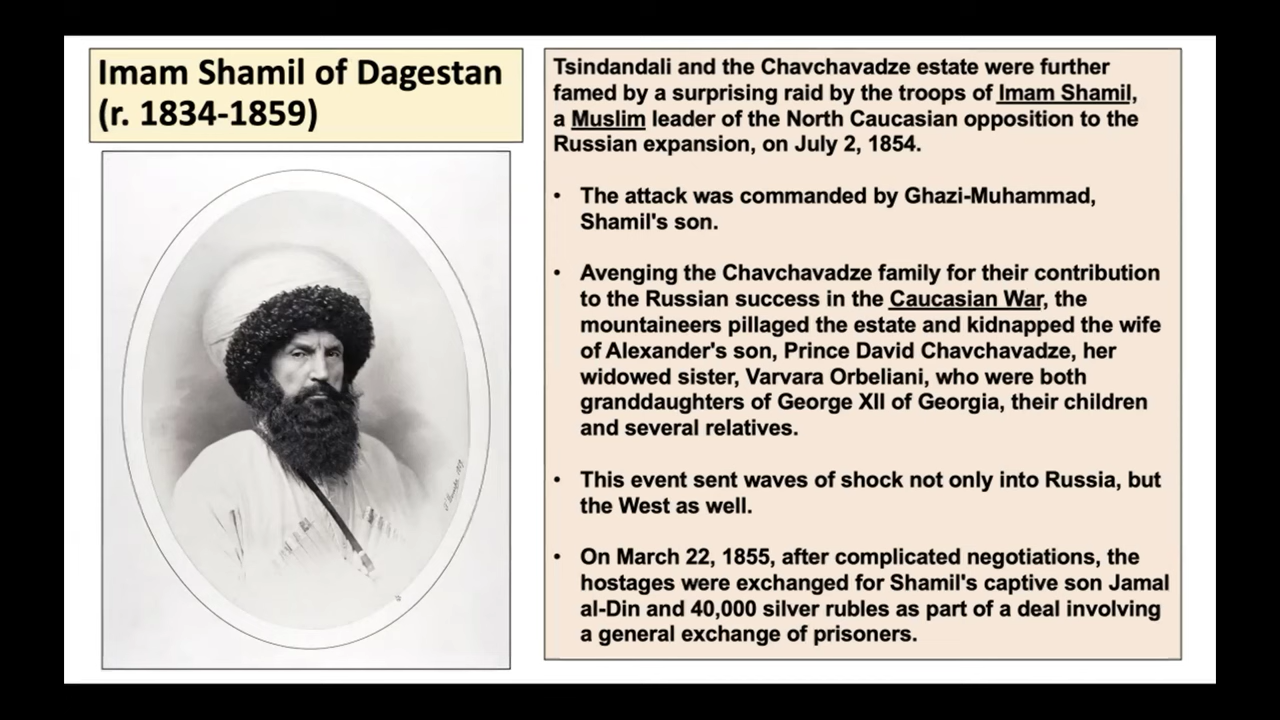 Imam Shamil of Dagestan
(r. 1834-1859)
Tsindandali and the Chavchavadze estate were further
famed by a surprising raid by the troops of Imam Shamil,
a Muslim leader of the North Caucasian opposition to the
Russian expansion, on July 2, 1854.
• The attack was commanded by Ghazi-Muhammad,
Shamil's son.
• Avenging the Chavchavadze family for their contribution
to the Russian success in the Caucasian War, the
mountaineers pillaged the estate and kidnapped the wife
of Alexander's son, Prince David Chavchavadze, her
widowed sister, Varvara Orbeliani, who were both
granddaughters of George XII of Georgia, their children
and several relatives.
• This event sent waves of shock not only into Russia, but
the West as well.
• On March 22, 1855, after complicated negotiations, the
hostages were exchanged for Shamil's captive son Jamal
al-Din and 40,000 silver rubles as part of a deal involving
a general exchange of prisoners.